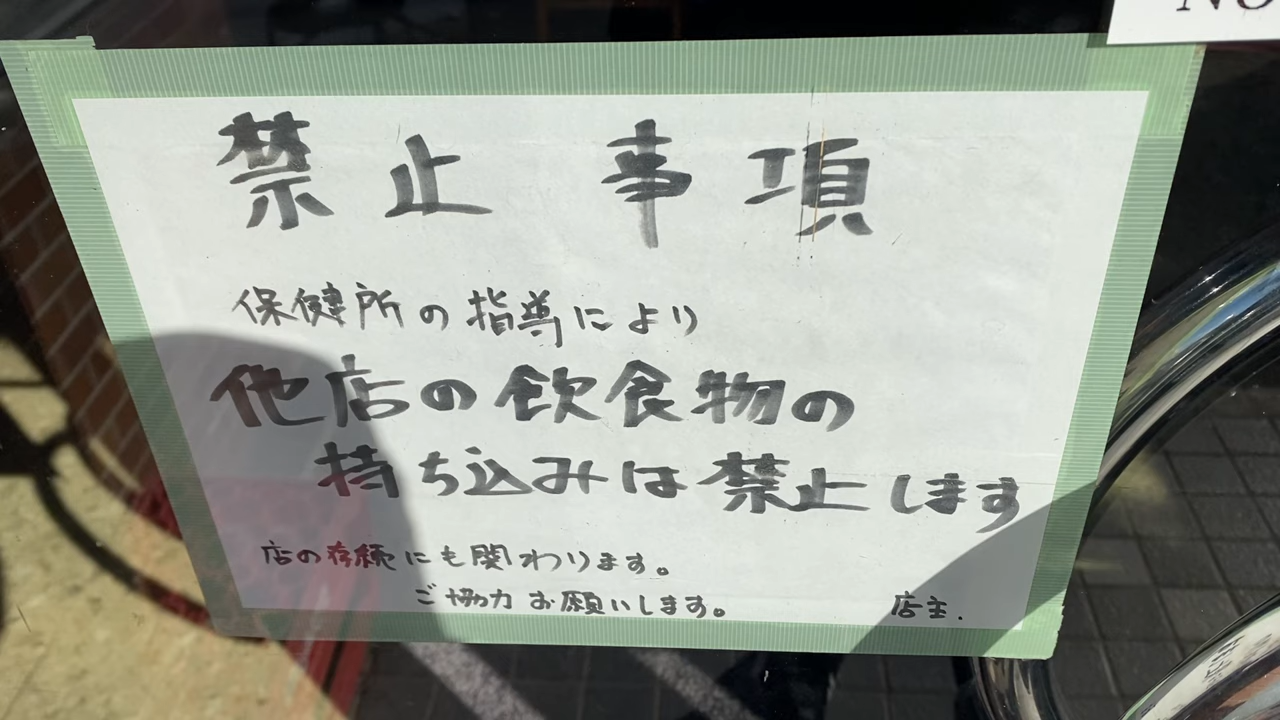 NO
禁止 事項
保健所の指導により
他店の飲食物の
持ち込みは禁止します
店の存続にも関わります。
ご協力お願いします。
店主.